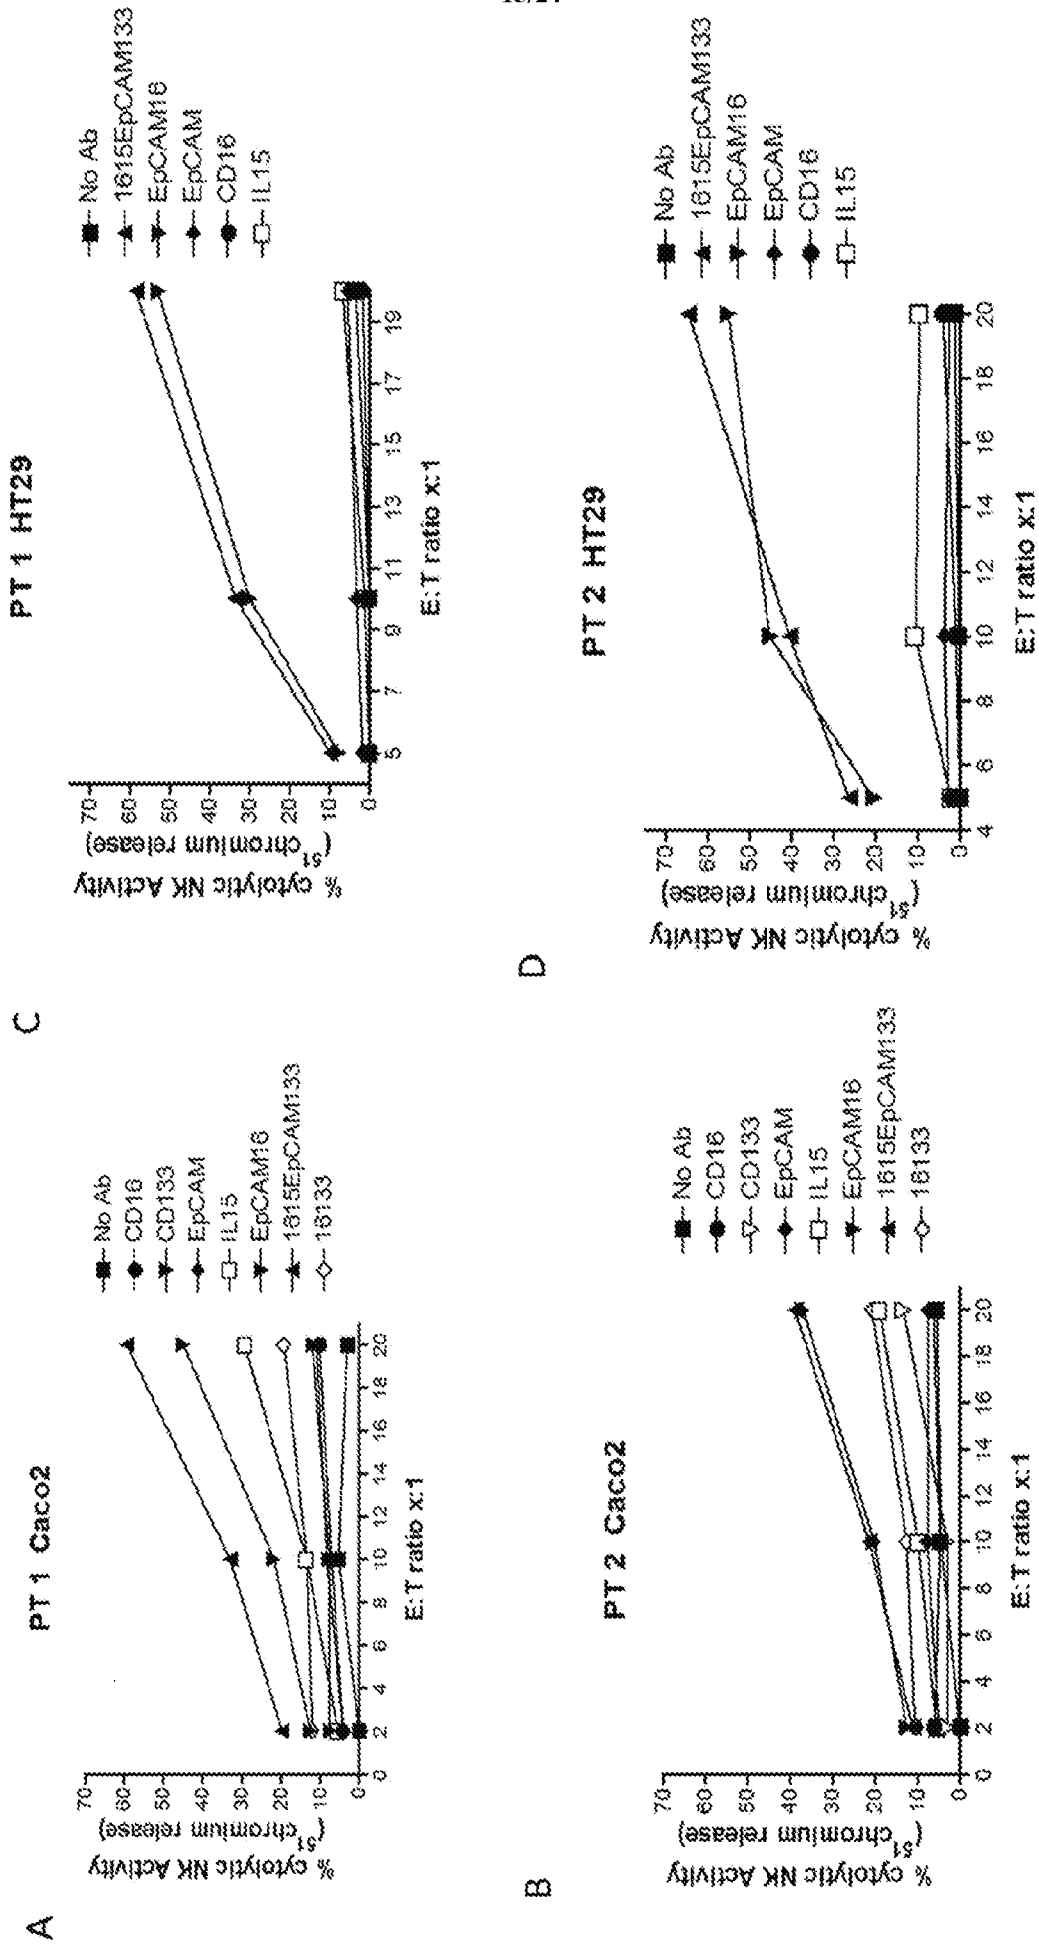 A
PT 1 Caco2
% cytolytic NK Activity
(⁵¹chromium release)
70
60
50
40
30
20
10
0
0
2
4
6
8
10
12
14
16
18
20
E:T ratio x:1
No Ab
CD16
CD133
EpCAM
IL15
EpCAM16
1615EpCAM133
16133
B
PT 2 Caco2
% cytolytic NK Activity
(⁵¹chromium release)
70
60
50
40
30
20
10
0
0
2
4
6
8
10
12
14
16
18
20
E:T ratio x:1
No Ab
CD16
CD133
EpCAM
IL15
EpCAM16
1615EpCAM133
16133
C
PT 1 HT29
% cytolytic NK Activity
(⁵¹chromium release)
70
60
50
40
30
20
10
0
5
7
9
11
13
15
17
19
E:T ratio x:1
No Ab
1615EpCAM133
EpCAM16
EpCAM
CD16
IL15
D
PT 2 HT29
% cytolytic NK Activity
(⁵¹chromium release)
70
60
50
40
30
20
10
0
4
6
8
10
12
14
16
18
20
E:T ratio x:1
No Ab
1615EpCAM133
EpCAM16
EpCAM
CD16
IL15